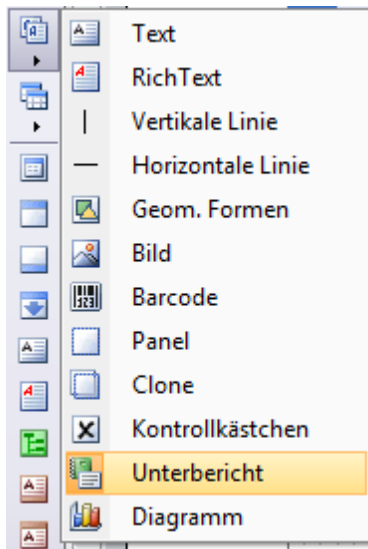 Text
RichText
Vertikale Linie
Horizontale Linie
Geom. Formen
Bild
Barcode
Panel
Clone
Kontrollkästchen
Unterbericht
Diagramm